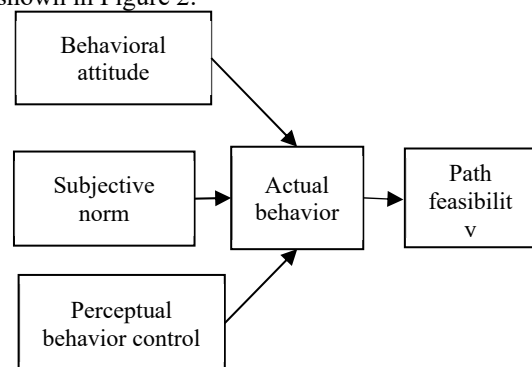 shown in Figure 2.
Behavioral
attitude
Subjective
norm
Actual
behavior
Path
feasibilit
y
Perceptual
behavior control